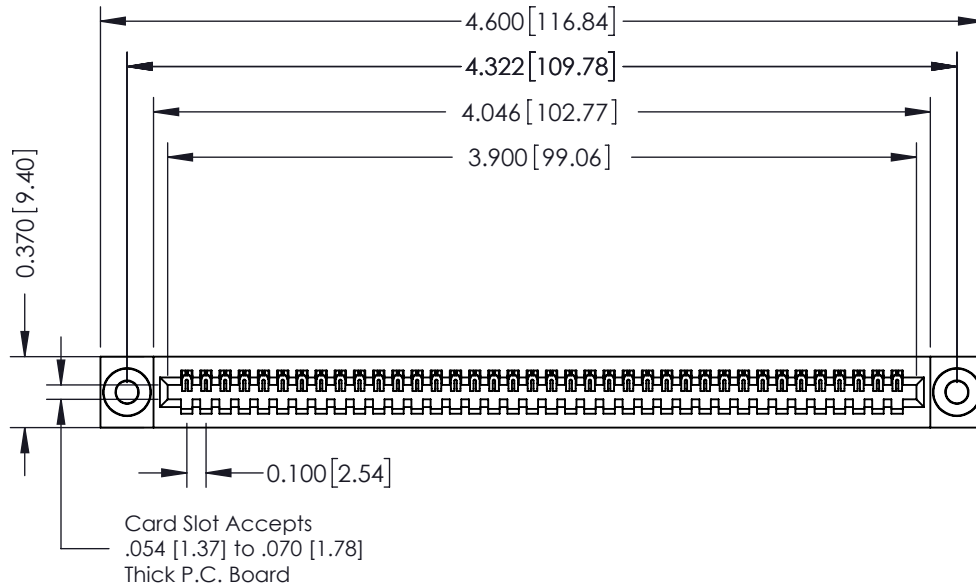 4.600 [116.84]
4.322 [109.78]
4.046 [102.77]
3.900 [99.06]
0.370 [9.40]
0.100 [2.54]
Card Slot Accepts
.054 [1.37] to .070 [1.78]
Thick P.C. Board